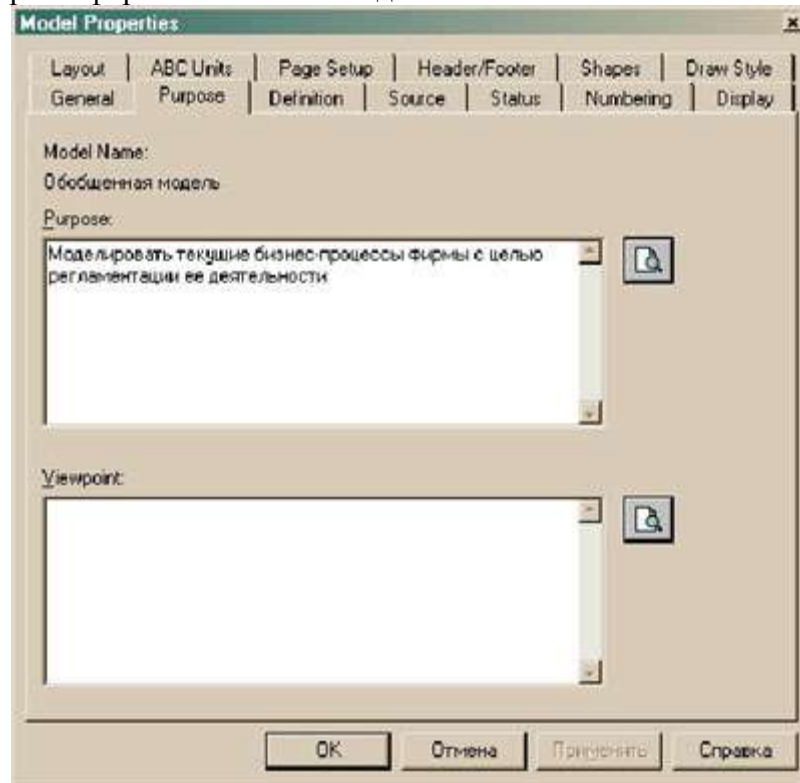 Model Properties
Layout ABC Units Page Setup Header/Footer Shapes Draw Style
General Purpose Definition Source Status Numbering Display
Model Name:
Обобщенная модель
Purpose:
Моделировать текущие бизнес-процессы фирмы с целью
регламентации ее деятельности
Viewpoint:
OK Отмена Применить Справка